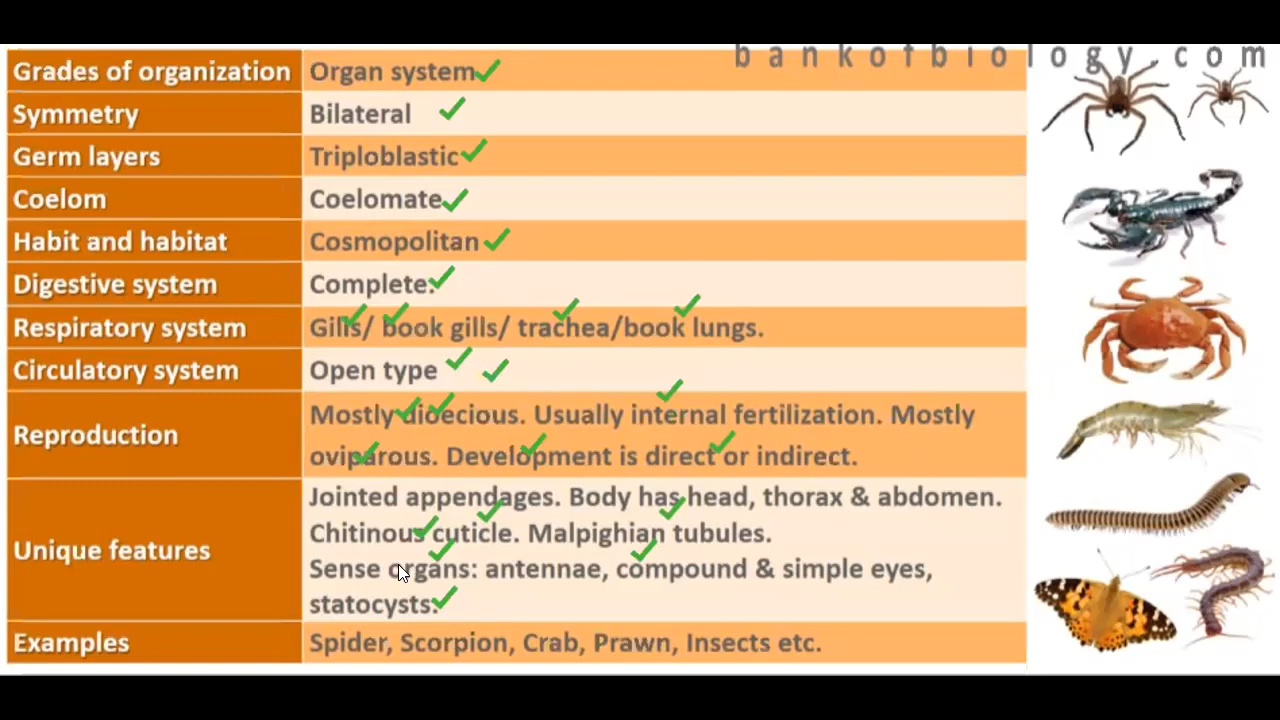 bankofbiology.com
Grades of organization Organ system
Symmetry Bilateral
Germ layers Triploblastic
Coelom Coelomate
Habit and habitat Cosmopolitan
Digestive system Complete.
Respiratory system Gills/ book gills/ trachea/book lungs.
Circulatory system Open type
Reproduction Mostly dioecious. Usually internal fertilization. Mostly
oviparous. Development is direct or indirect.
Unique features Jointed appendages. Body has head, thorax & abdomen.
Chitinous cuticle. Malpighian tubules.
Sense organs: antennae, compound & simple eyes,
statocysts.
Examples Spider, Scorpion, Crab, Prawn, Insects etc.